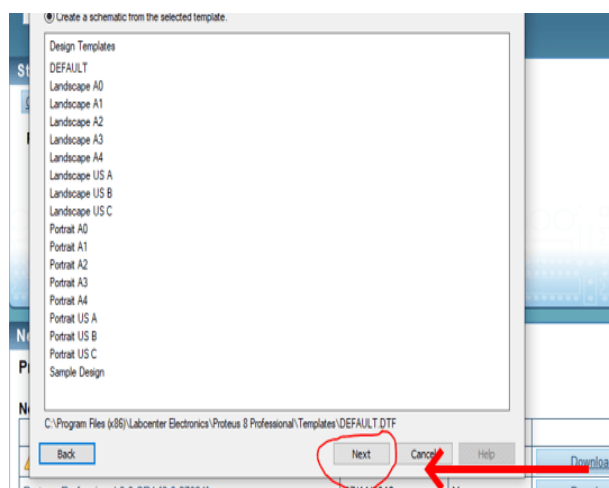 Create a schematic from the selected template.
Design Templates
DEFAULT
Landscape A0
Landscape A1
Landscape A2
Landscape A3
Landscape A4
Landscape US A
Landscape US B
Landscape US C
Portrait A0
Portrait A1
Portrait A2
Portrait A3
Portrait A4
Portrait US A
Portrait US B
Portrait US C
Sample Design
C:\Program Files (x86)\Labcenter Electronics\Proteus 8 Professional\Templates\DEFAULT.DTF
Back Next Cancel Help